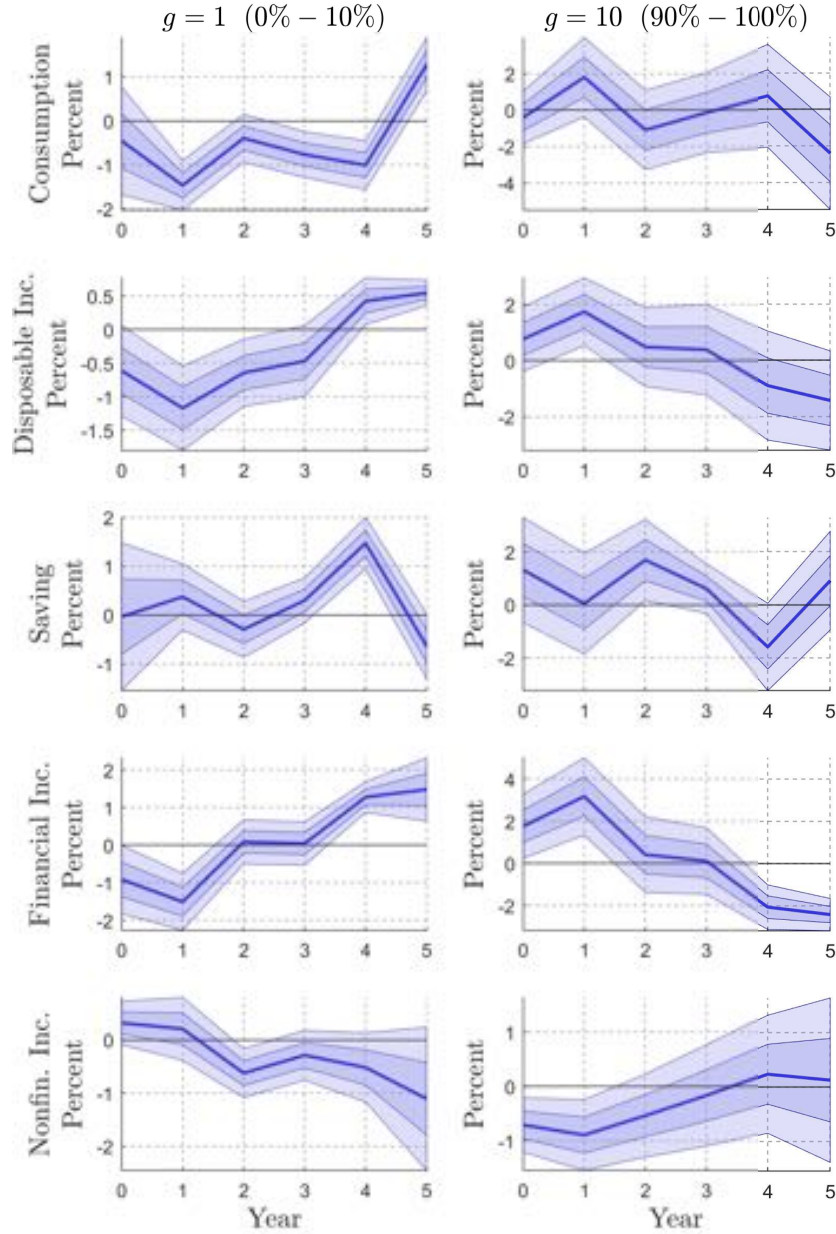 g = 1 (0% − 10%)
g = 10 (90% − 100%)
Consumption
Percent
1
0
-1
-2
0 1 2 3 4 5
Percent
2
0
-2
-4
0 1 2 3 4 5
Disposable Inc.
Percent
0.5
0
-0.5
-1
-1.5
0 1 2 3 4 5
Percent
2
0
-2
0 1 2 3 4 5
Saving
Percent
2
1
0
-1
0 1 2 3 4 5
Percent
2
0
-2
0 1 2 3 4 5
Financial Inc.
Percent
2
1
0
-1
-2
0 1 2 3 4 5
Percent
4
2
0
-2
0 1 2 3 4 5
Nonfin. Inc.
Percent
0
-1
-2
0 1 2 3 4 5
Year
Percent
1
0
-1
0 1 2 3 4 5
Year